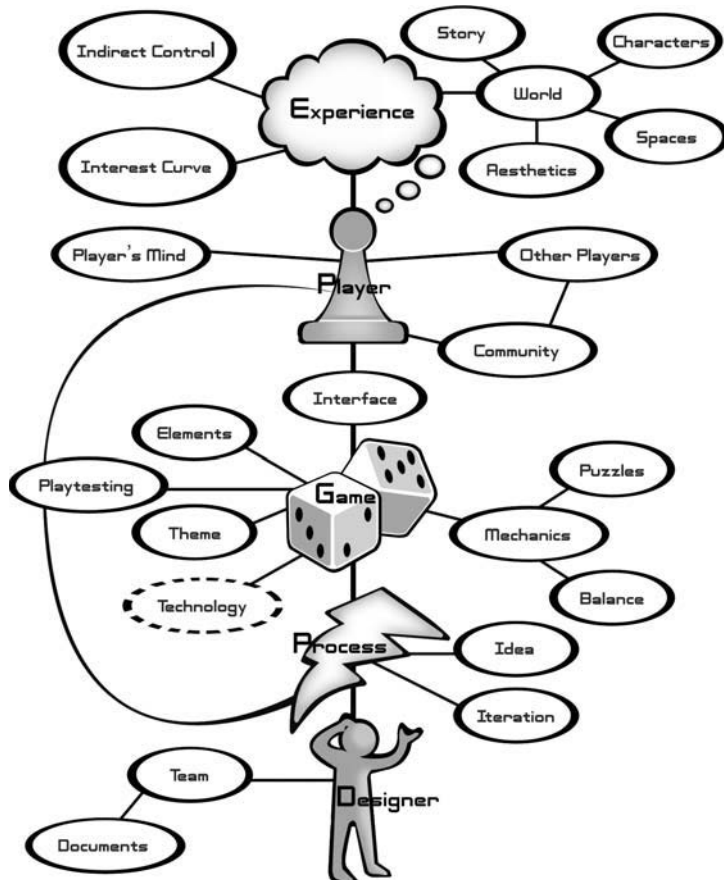 Story
Indirect Control
Characters
World
Experience
Spaces
Interest Curve
Aesthetics
Player's Mind
Other Players
Player
Community
Interface
Elements
Puzzles
Playtesting
Game
Theme
Mechanics
Technology
Balance
Process
Idea
Iteration
Team
Designer
Documents